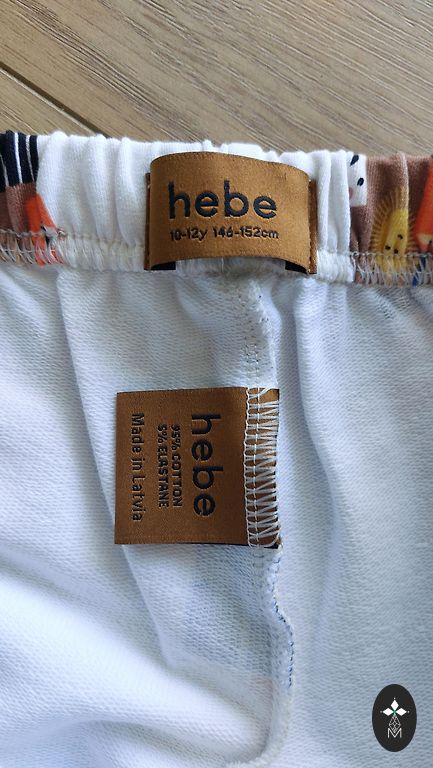 hebe
10-12y 146-152cm
hebe
95% COTTON
5% ELASTANE
Made in Latvia
M